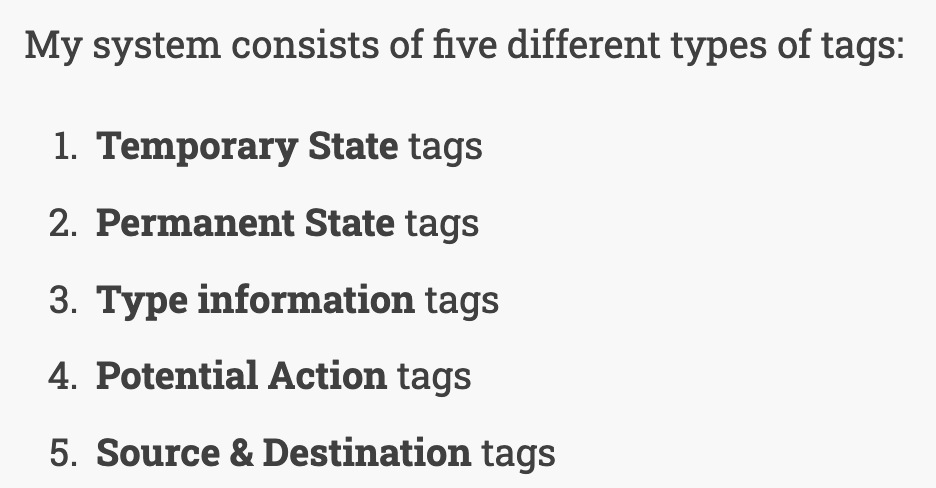 My system consists of five different types of tags:
1. Temporary State tags
2. Permanent State tags
3. Type information tags
4. Potential Action tags
5. Source & Destination tags